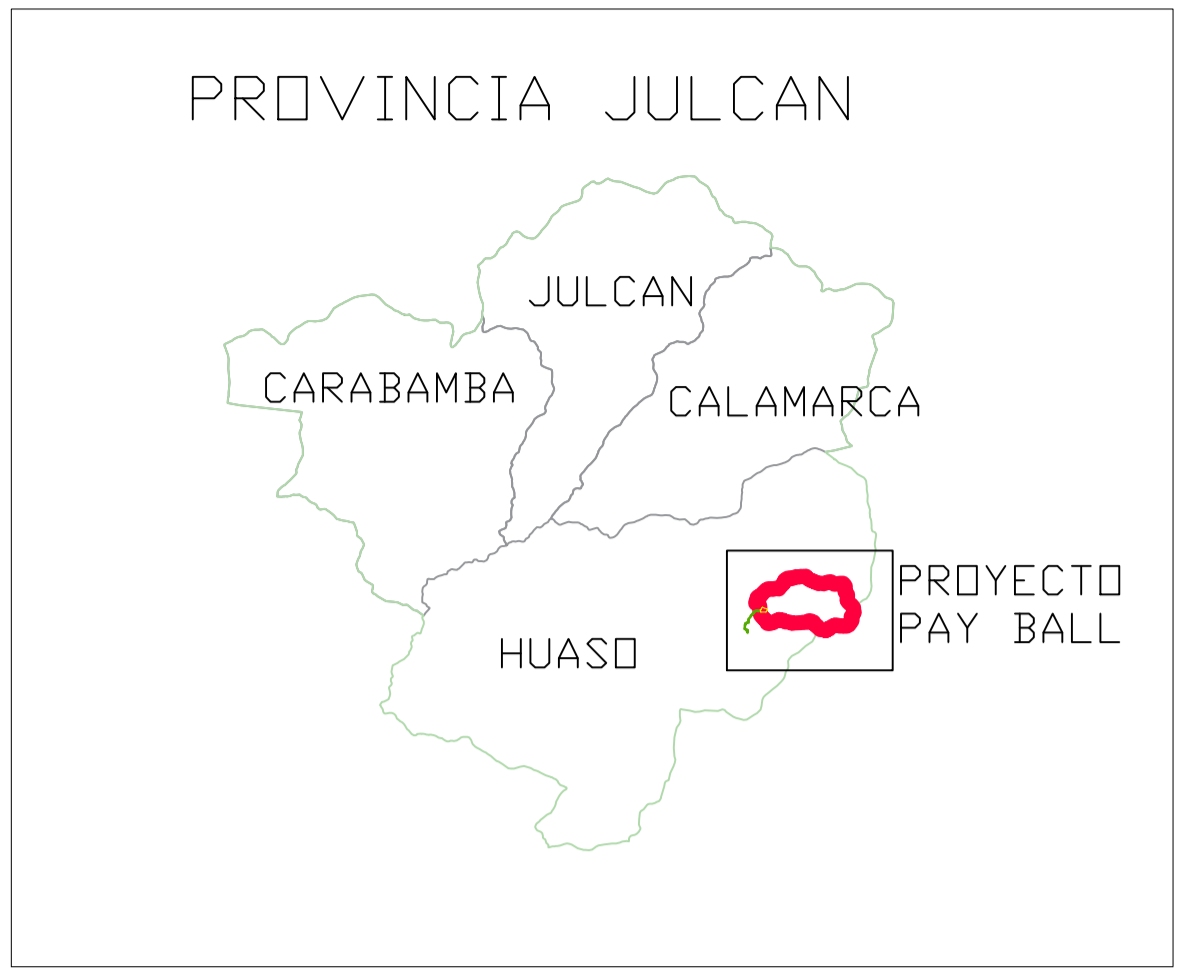 PROVINCIA JULCAN
JULCAN
CARABAMBA
CALAMARCA
PROYECTO
PAY BALL
HUASO